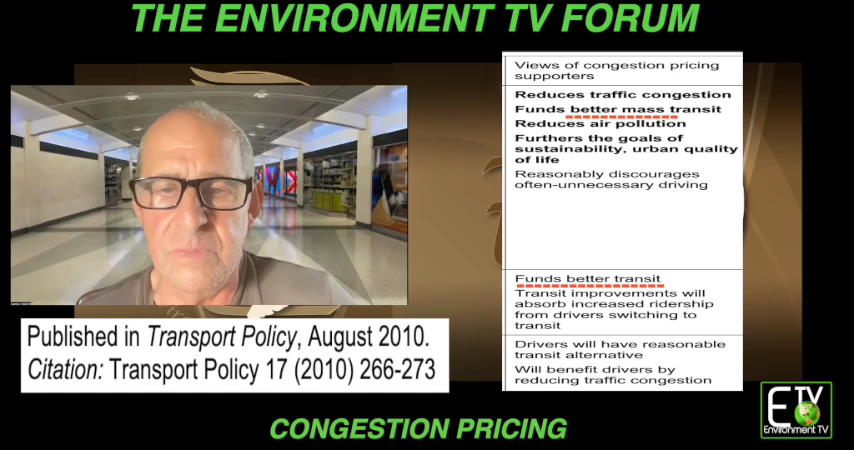 THE ENVIRONMENT TV FORUM
Views of congestion pricing
supporters
Reduces traffic congestion
Funds better mass transit
Reduces air pollution
Furthers the goals of
sustainability, urban quality
of life
Reasonably discourages
often-unnecessary driving
Funds better transit
Transit improvements will
absorb increased ridership
from drivers switching to
transit
Drivers will have reasonable
transit alternative
Will benefit drivers by
reducing traffic congestion
Published in Transport Policy, August 2010.
Citation: Transport Policy 17 (2010) 266-273
CONGESTION PRICING
E TV
Environment TV